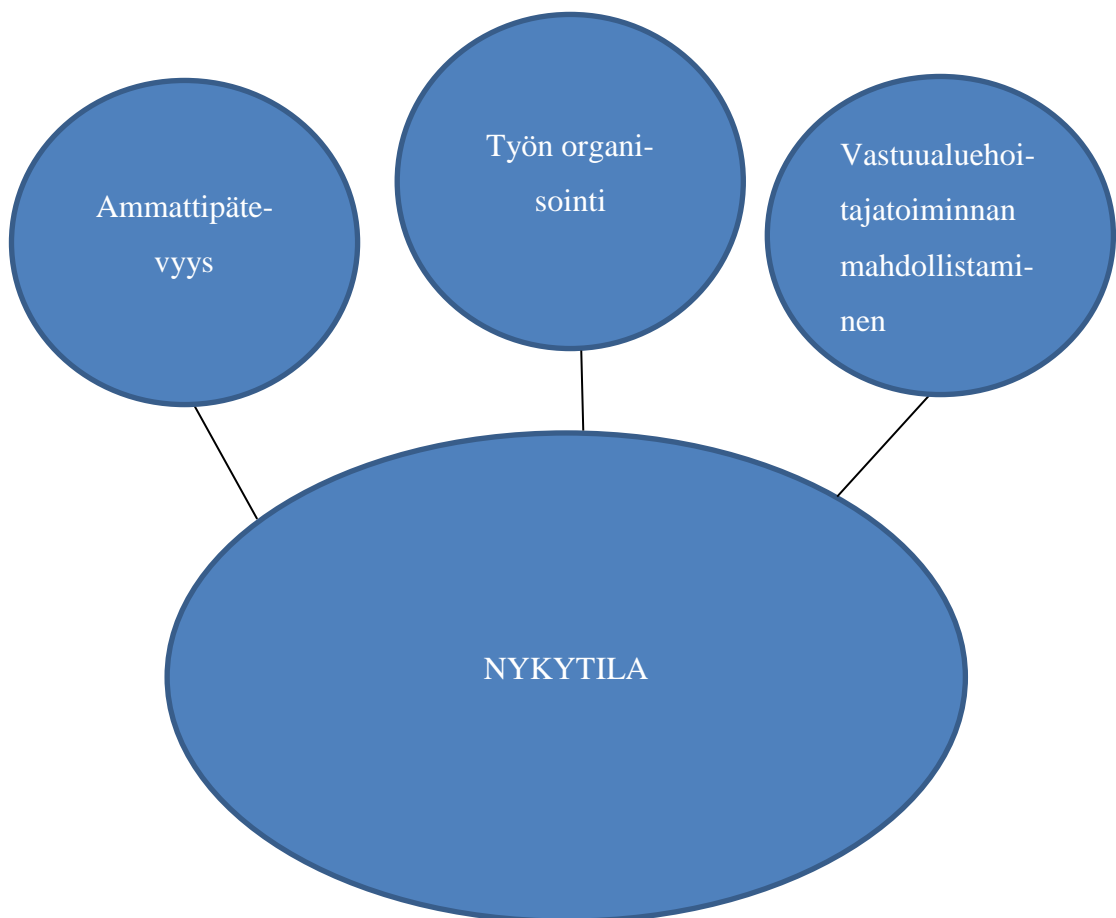 Ammattipäte-
vyys
Työn organi-
sointi
Vastuualuehoi-
tajatoiminnan
mahdollistami-
nen
NYKYTILA